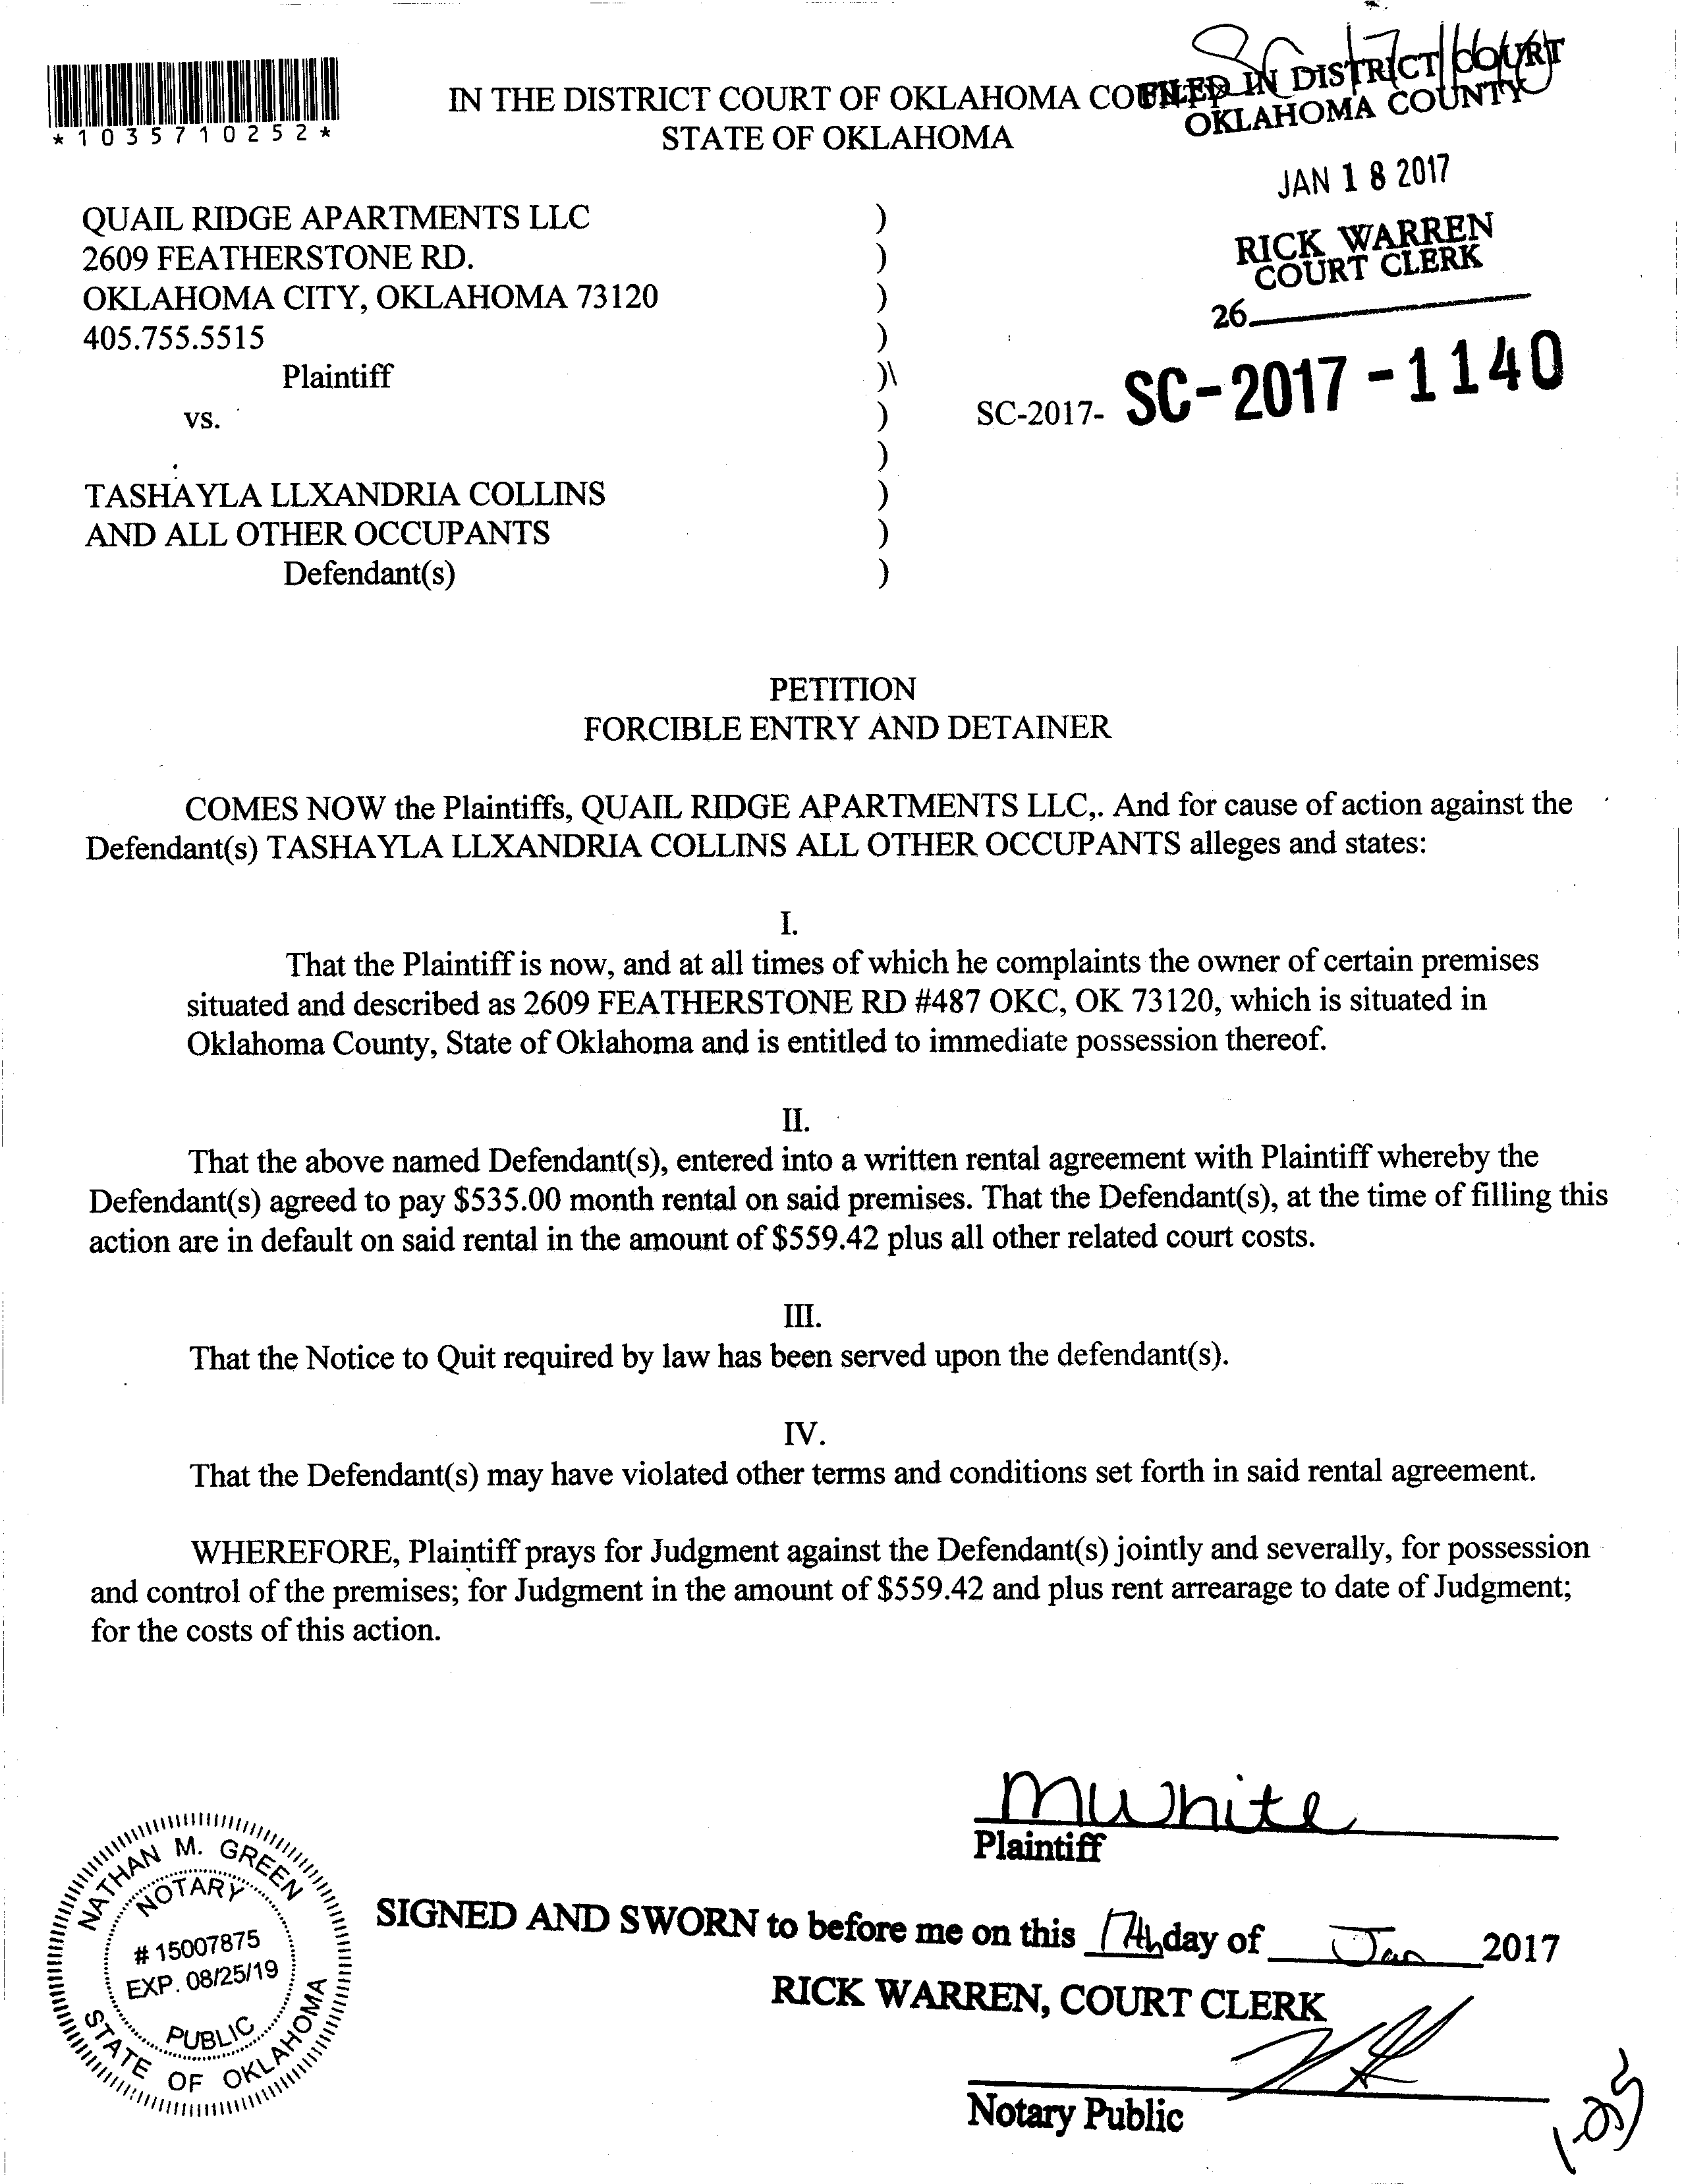 *1035710252*
IN THE DISTRICT COURT OF OKLAHOMA COUNTY
STATE OF OKLAHOMA
FILED IN DISTRICT COURT
OKLAHOMA COUNTY
JAN 18 2017
RICK WARREN
COURT CLERK
26
QUAIL RIDGE APARTMENTS LLC )
2609 FEATHERSTONE RD. )
OKLAHOMA CITY, OKLAHOMA 73120 )
405.755.5515 )
Plaintiff )\
vs. ) SC-2017- SC-2017-1140
)
TASHAYLA LLXANDRIA COLLINS )
AND ALL OTHER OCCUPANTS )
Defendant(s) )
PETITION
FORCIBLE ENTRY AND DETAINER
COMES NOW the Plaintiffs, QUAIL RIDGE APARTMENTS LLC,. And for cause of action against the
Defendant(s) TASHAYLA LLXANDRIA COLLINS ALL OTHER OCCUPANTS alleges and states:
I.
That the Plaintiff is now, and at all times of which he complaints the owner of certain premises
situated and described as 2609 FEATHERSTONE RD #487 OKC, OK 73120, which is situated in
Oklahoma County, State of Oklahoma and is entitled to immediate possession thereof.
II.
That the above named Defendant(s), entered into a written rental agreement with Plaintiff whereby the
Defendant(s) agreed to pay $535.00 month rental on said premises. That the Defendant(s), at the time of filling this
action are in default on said rental in the amount of $559.42 plus all other related court costs.
III.
That the Notice to Quit required by law has been served upon the defendant(s).
IV.
That the Defendant(s) may have violated other terms and conditions set forth in said rental agreement.
WHEREFORE, Plaintiff prays for Judgment against the Defendant(s) jointly and severally, for possession
and control of the premises; for Judgment in the amount of $559.42 and plus rent arrearage to date of Judgment;
for the costs of this action.
MWhite
Plaintiff
NATHAN M. GREEN
NOTARY
# 15007875
EXP. 08/25/19
PUBLIC
STATE OF OKLAHOMA
SIGNED AND SWORN to before me on this 17th day of Jan 2017
RICK WARREN, COURT CLERK
Notary Public